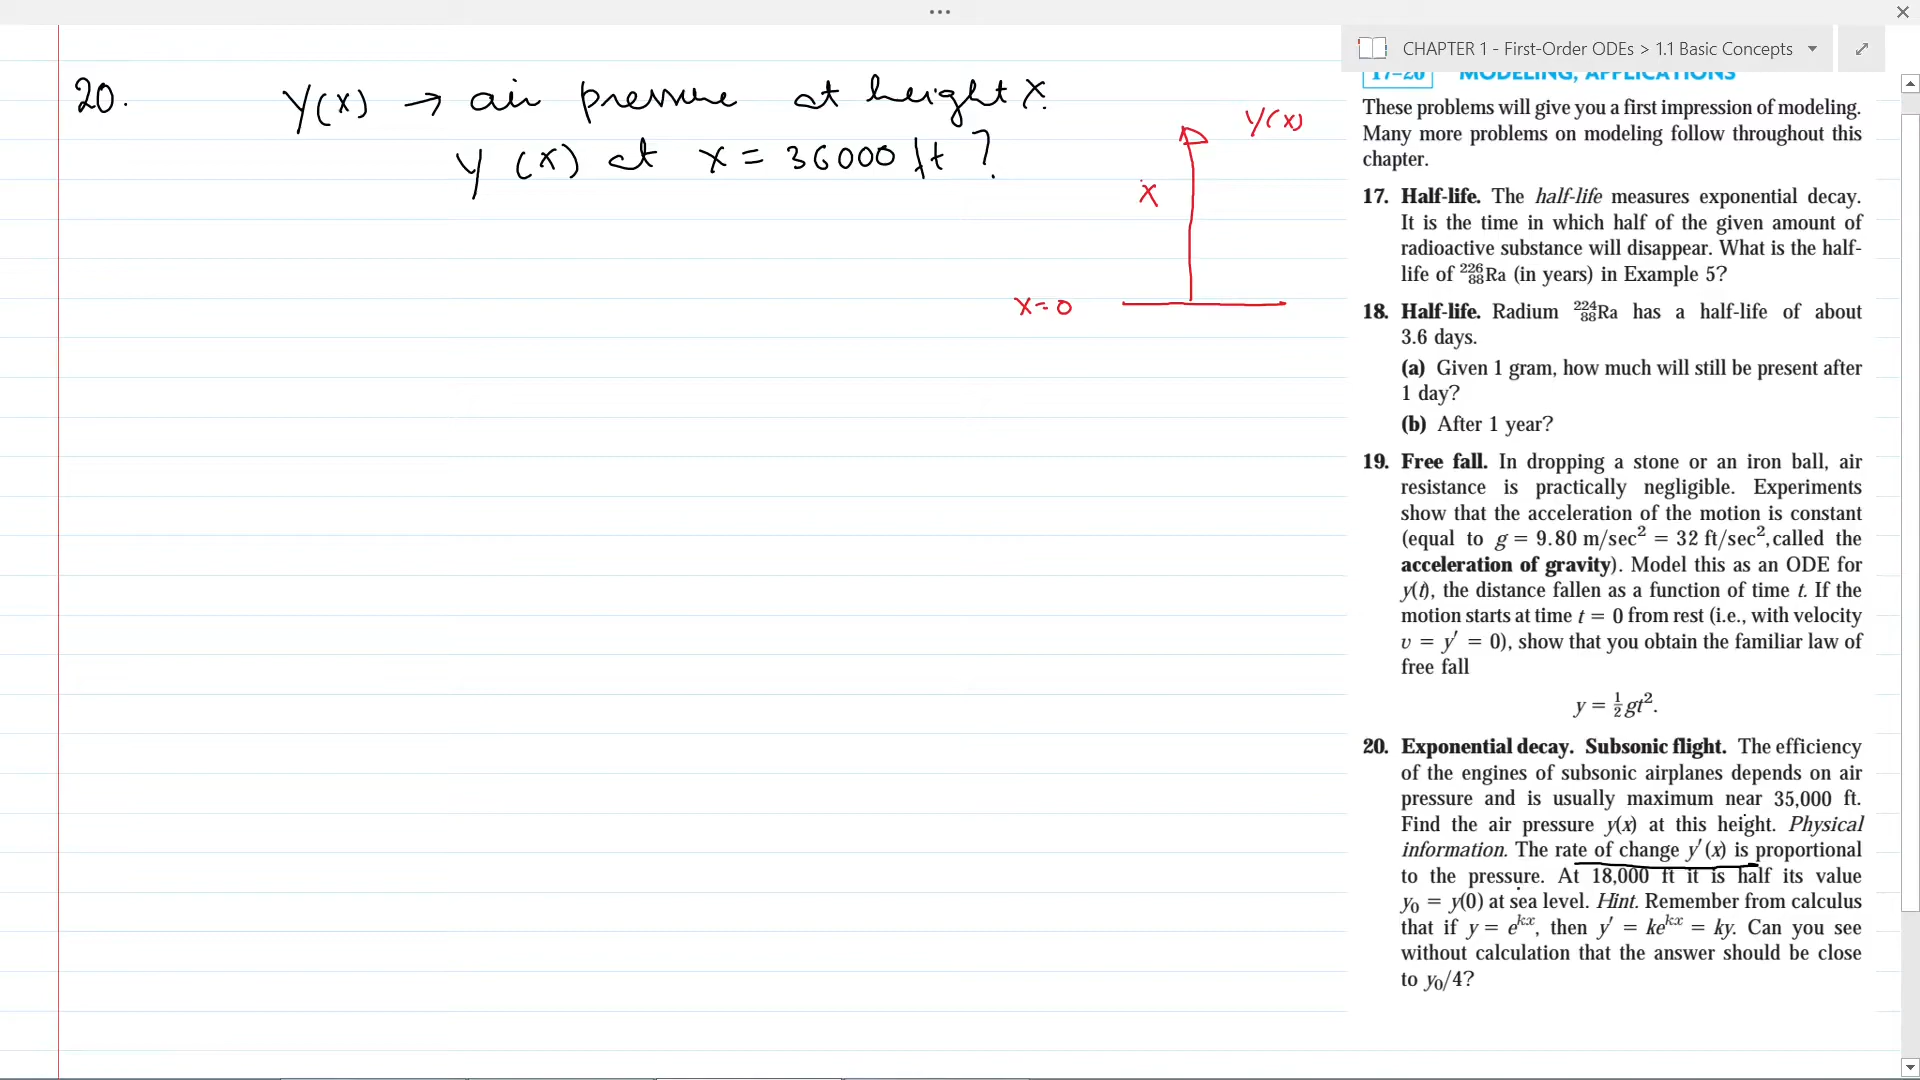 CHAPTER 1 - First-Order ODEs > 1.1 Basic Concepts
20. y(x) → air pressure at height x.
y(x) at x = 36000 ft ?
y(x)
x
x=0
17–20 MODELING, APPLICATIONS
These problems will give you a first impression of modeling.
Many more problems on modeling follow throughout this
chapter.
17. Half-life. The half-life measures exponential decay.
It is the time in which half of the given amount of
radioactive substance will disappear. What is the half-
life of ²²⁶₈₈Ra (in years) in Example 5?
18. Half-life. Radium ²²⁴₈₈Ra has a half-life of about
3.6 days.
(a) Given 1 gram, how much will still be present after
1 day?
(b) After 1 year?
19. Free fall. In dropping a stone or an iron ball, air
resistance is practically negligible. Experiments
show that the acceleration of the motion is constant
(equal to g = 9.80 m/sec² = 32 ft/sec², called the
acceleration of gravity). Model this as an ODE for
y(t), the distance fallen as a function of time t. If the
motion starts at time t = 0 from rest (i.e., with velocity
v = y′ = 0), show that you obtain the familiar law of
free fall
y = ½gt².
20. Exponential decay. Subsonic flight. The efficiency
of the engines of subsonic airplanes depends on air
pressure and is usually maximum near 35,000 ft.
Find the air pressure y(x) at this height. Physical
information. The rate of change y′(x) is proportional
to the pressure. At 18,000 ft it is half its value
y₀ = y(0) at sea level. Hint. Remember from calculus
that if y = eᵏˣ, then y′ = keᵏˣ = ky. Can you see
without calculation that the answer should be close
to y₀/4?